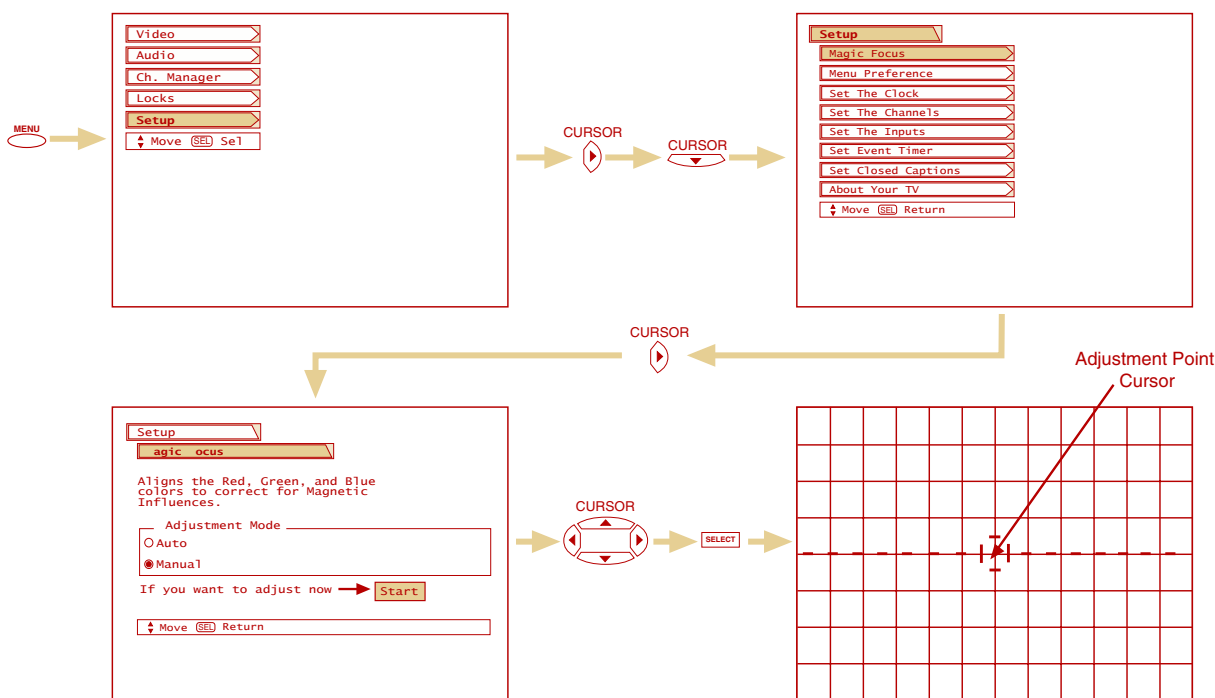 MENU
Video
Audio
Ch. Manager
Locks
Setup
Move SEL Sel
CURSOR
CURSOR
Setup
Magic Focus
Menu Preference
Set The Clock
Set The Channels
Set The Inputs
Set Event Timer
Set Closed Captions
About Your TV
Move SEL Return
CURSOR
Setup
agic ocus
Aligns the Red, Green, and Blue
colors to correct for Magnetic
Influences.
Adjustment Mode
Auto
Manual
If you want to adjust now
Start
Move SEL Return
CURSOR
SELECT
Adjustment Point
Cursor